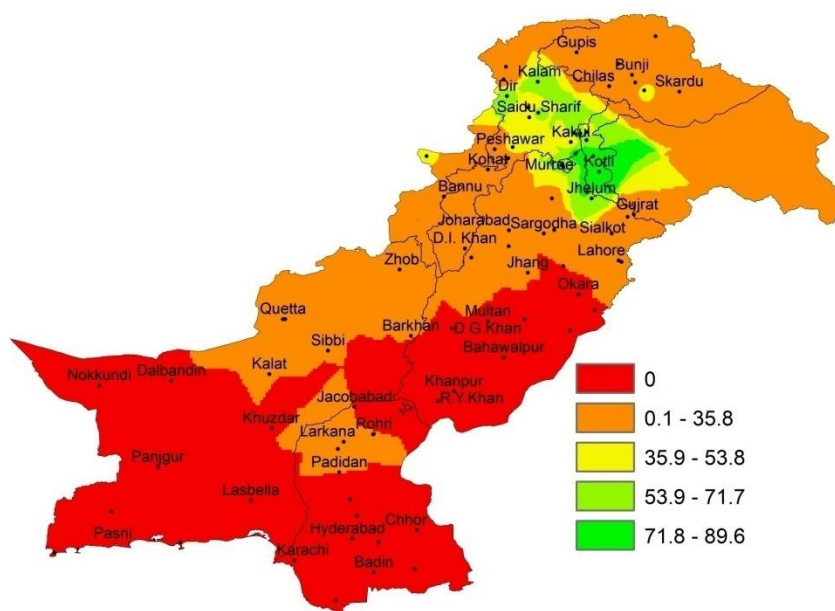 Gupis
Kalam
Chilas
Bunji
Skardu
Dir
Saidu Sharif
Kakul
Peshawar
Kohat
Murree
Kotli
Bannu
Jhelum
Gujrat
Joharabad
Sargodha
Sialkot
D.I. Khan
Lahore
Zhob
Jhang
Okara
Quetta
Multan
Barkhan
D G Khan
Sibbi
Bahawalpur
Kalat
Nokkundi
Dalbandin
Khanpur
R.Y.Khan
Jacobabad
Khuzdar
Larkana
Rohri
Panjgur
Padidan
Lasbella
Pasni
Hyderabad
Chhor
Karachi
Badin
0
0.1 - 35.8
35.9 - 53.8
53.9 - 71.7
71.8 - 89.6